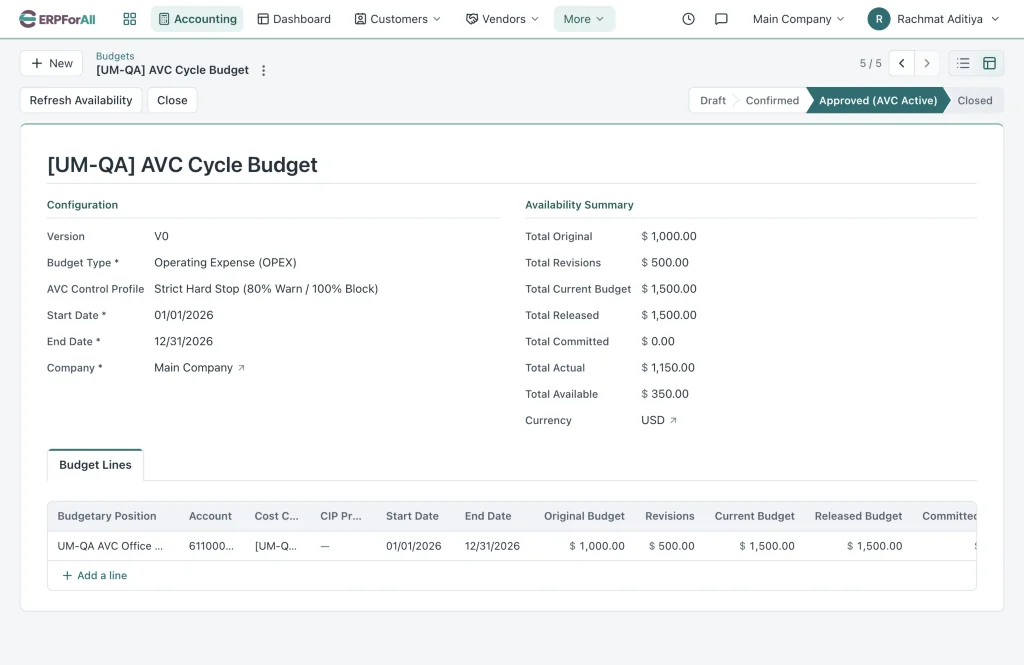 ERPForAll Accounting Dashboard Customers Vendors More Main Company R Rachmat Aditiya
New
Budgets
[UM-QA] AVC Cycle Budget
5 / 5
Refresh Availability Close Draft Confirmed Approved (AVC Active) Closed
[UM-QA] AVC Cycle Budget
Configuration
Version V0
Budget Type * Operating Expense (OPEX)
AVC Control Profile Strict Hard Stop (80% Warn / 100% Block)
Start Date * 01/01/2026
End Date * 12/31/2026
Company * Main Company
Availability Summary
Total Original $ 1,000.00
Total Revisions $ 500.00
Total Current Budget $ 1,500.00
Total Released $ 1,500.00
Total Committed $ 0.00
Total Actual $ 1,150.00
Total Available $ 350.00
Currency USD
Budget Lines
Budgetary Position Account Cost C... CIP Pr... Start Date End Date Original Budget Revisions Current Budget Released Budget Committed
UM-QA AVC Office ... 611000... [UM-Q... — 01/01/2026 12/31/2026 $ 1,000.00 $ 500.00 $ 1,500.00 $ 1,500.00
Add a line